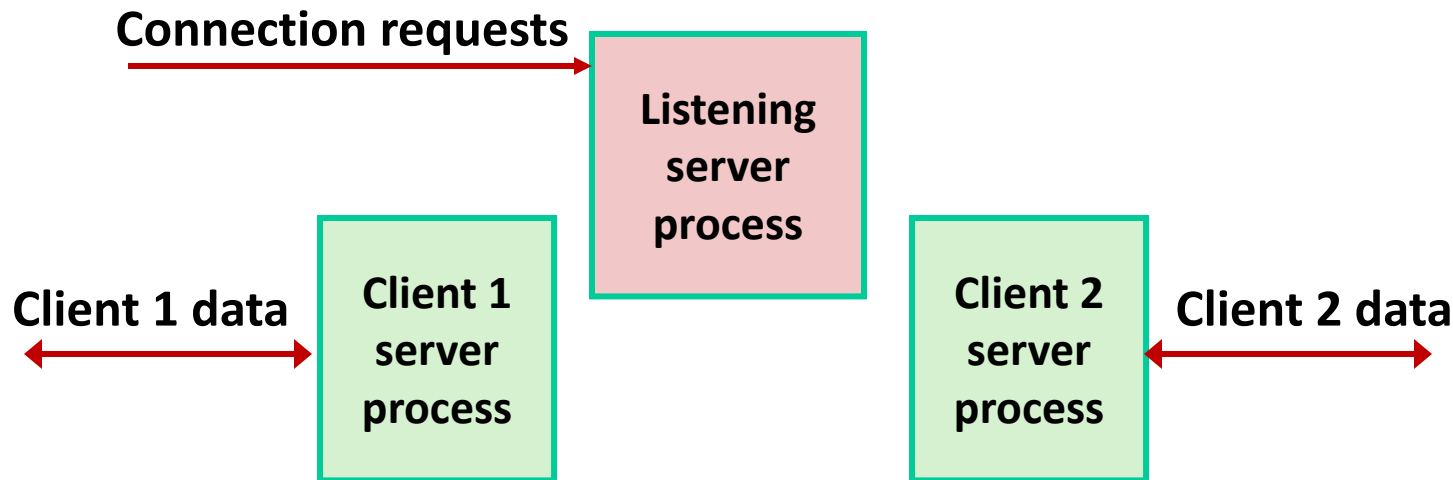 Connection requests
Listening
server
process
Client 1 data
Client 1
server
process
Client 2
server
process
Client 2 data